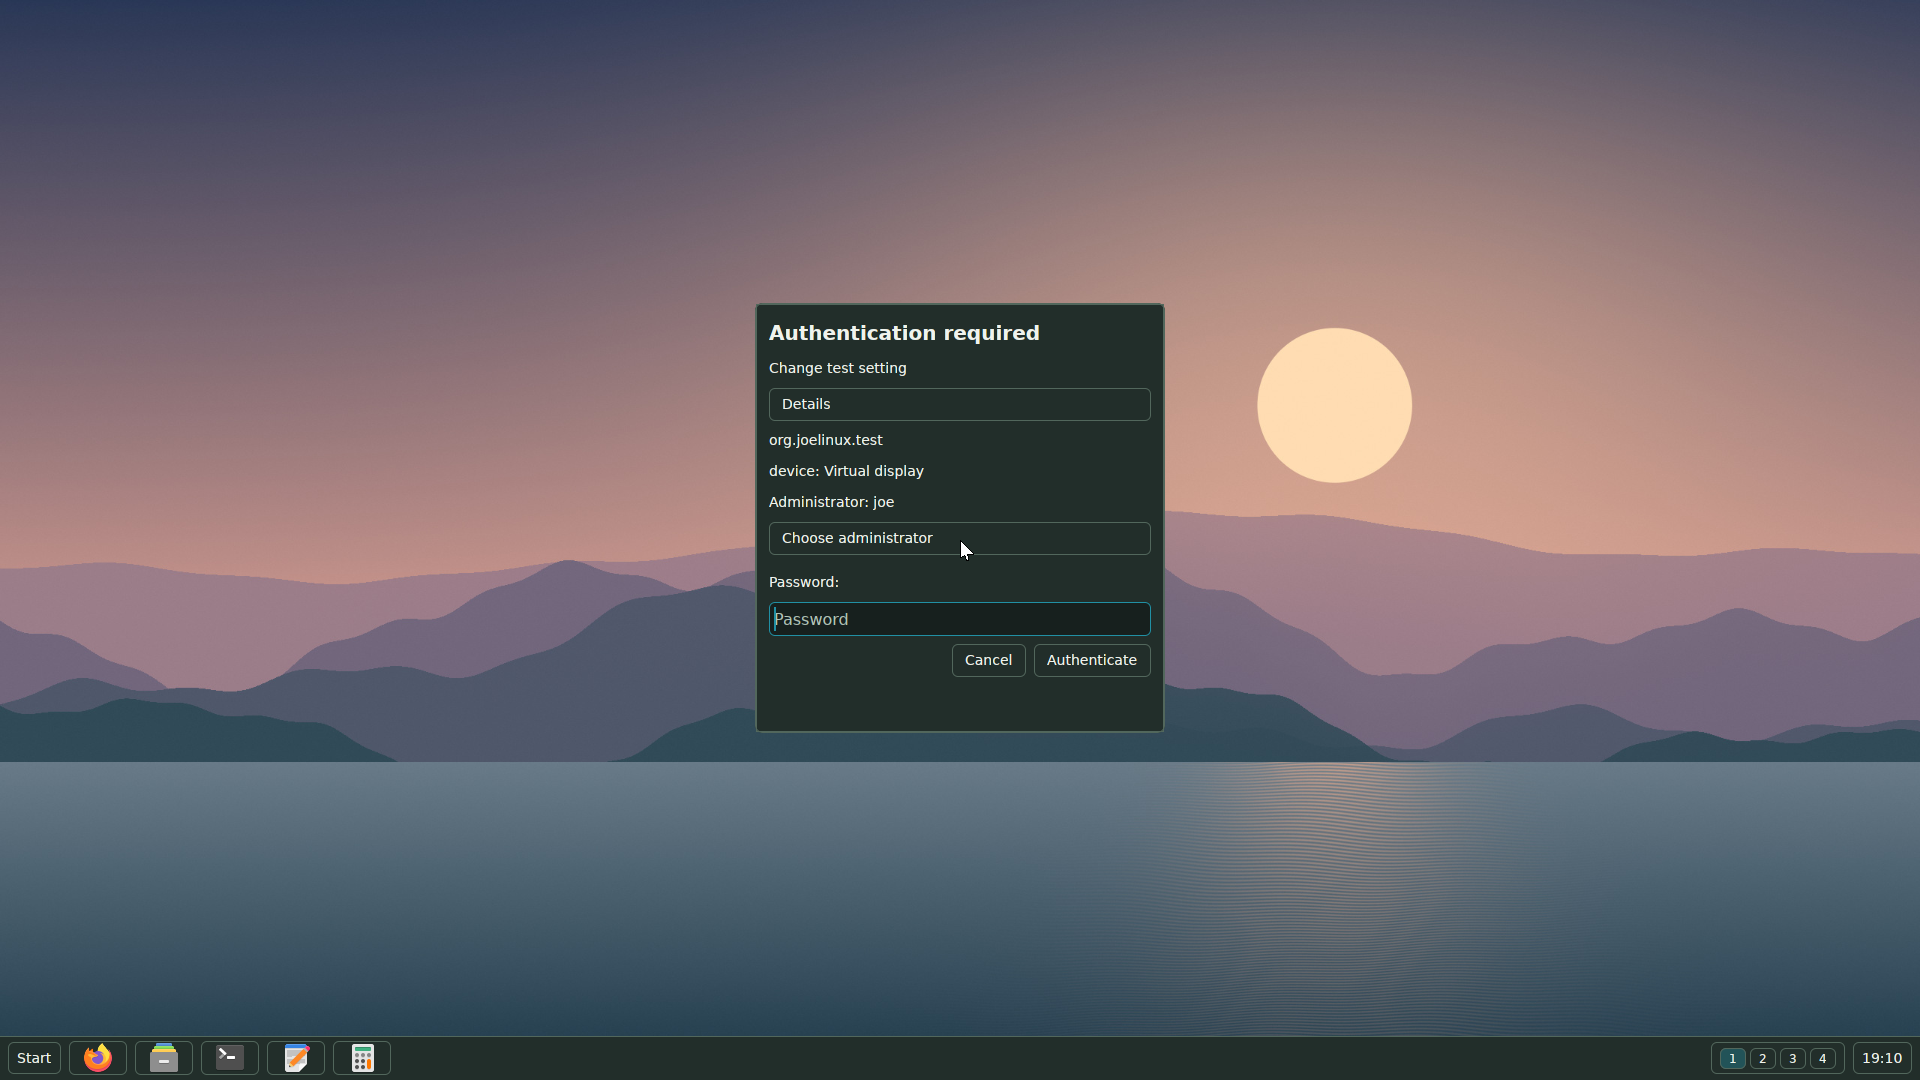 Authentication required
Change test setting
Details
org.joelinux.test
device: Virtual display
Administrator: joe
Choose administrator
Password:
Password
Cancel Authenticate
Start 1 2 3 4 19:10